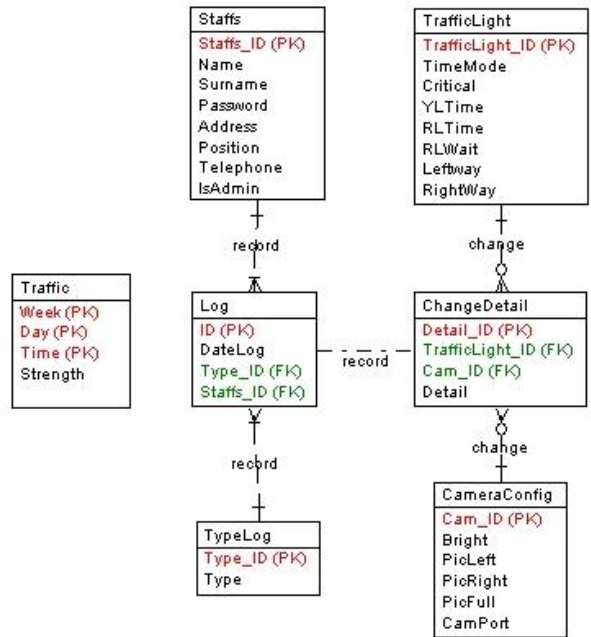 Staffs
Staffs_ID (PK)
Name
Surname
Password
Address
Position
Telephone
IsAdmin
TrafficLight
TrafficLight_ID (PK)
TimeMode
Critical
YLTime
RLTime
RLWait
Leftway
RightWay
record
change
Traffic
Week (PK)
Day (PK)
Time (PK)
Strength
Log
ID (PK)
DateLog
Type_ID (FK)
Staffs_ID (FK)
record
ChangeDetail
Detail_ID (PK)
TrafficLight_ID (FK)
Cam_ID (FK)
Detail
record
change
TypeLog
Type_ID (PK)
Type
CameraConfig
Cam_ID (PK)
Bright
PicLeft
PicRight
PicFull
CamPort